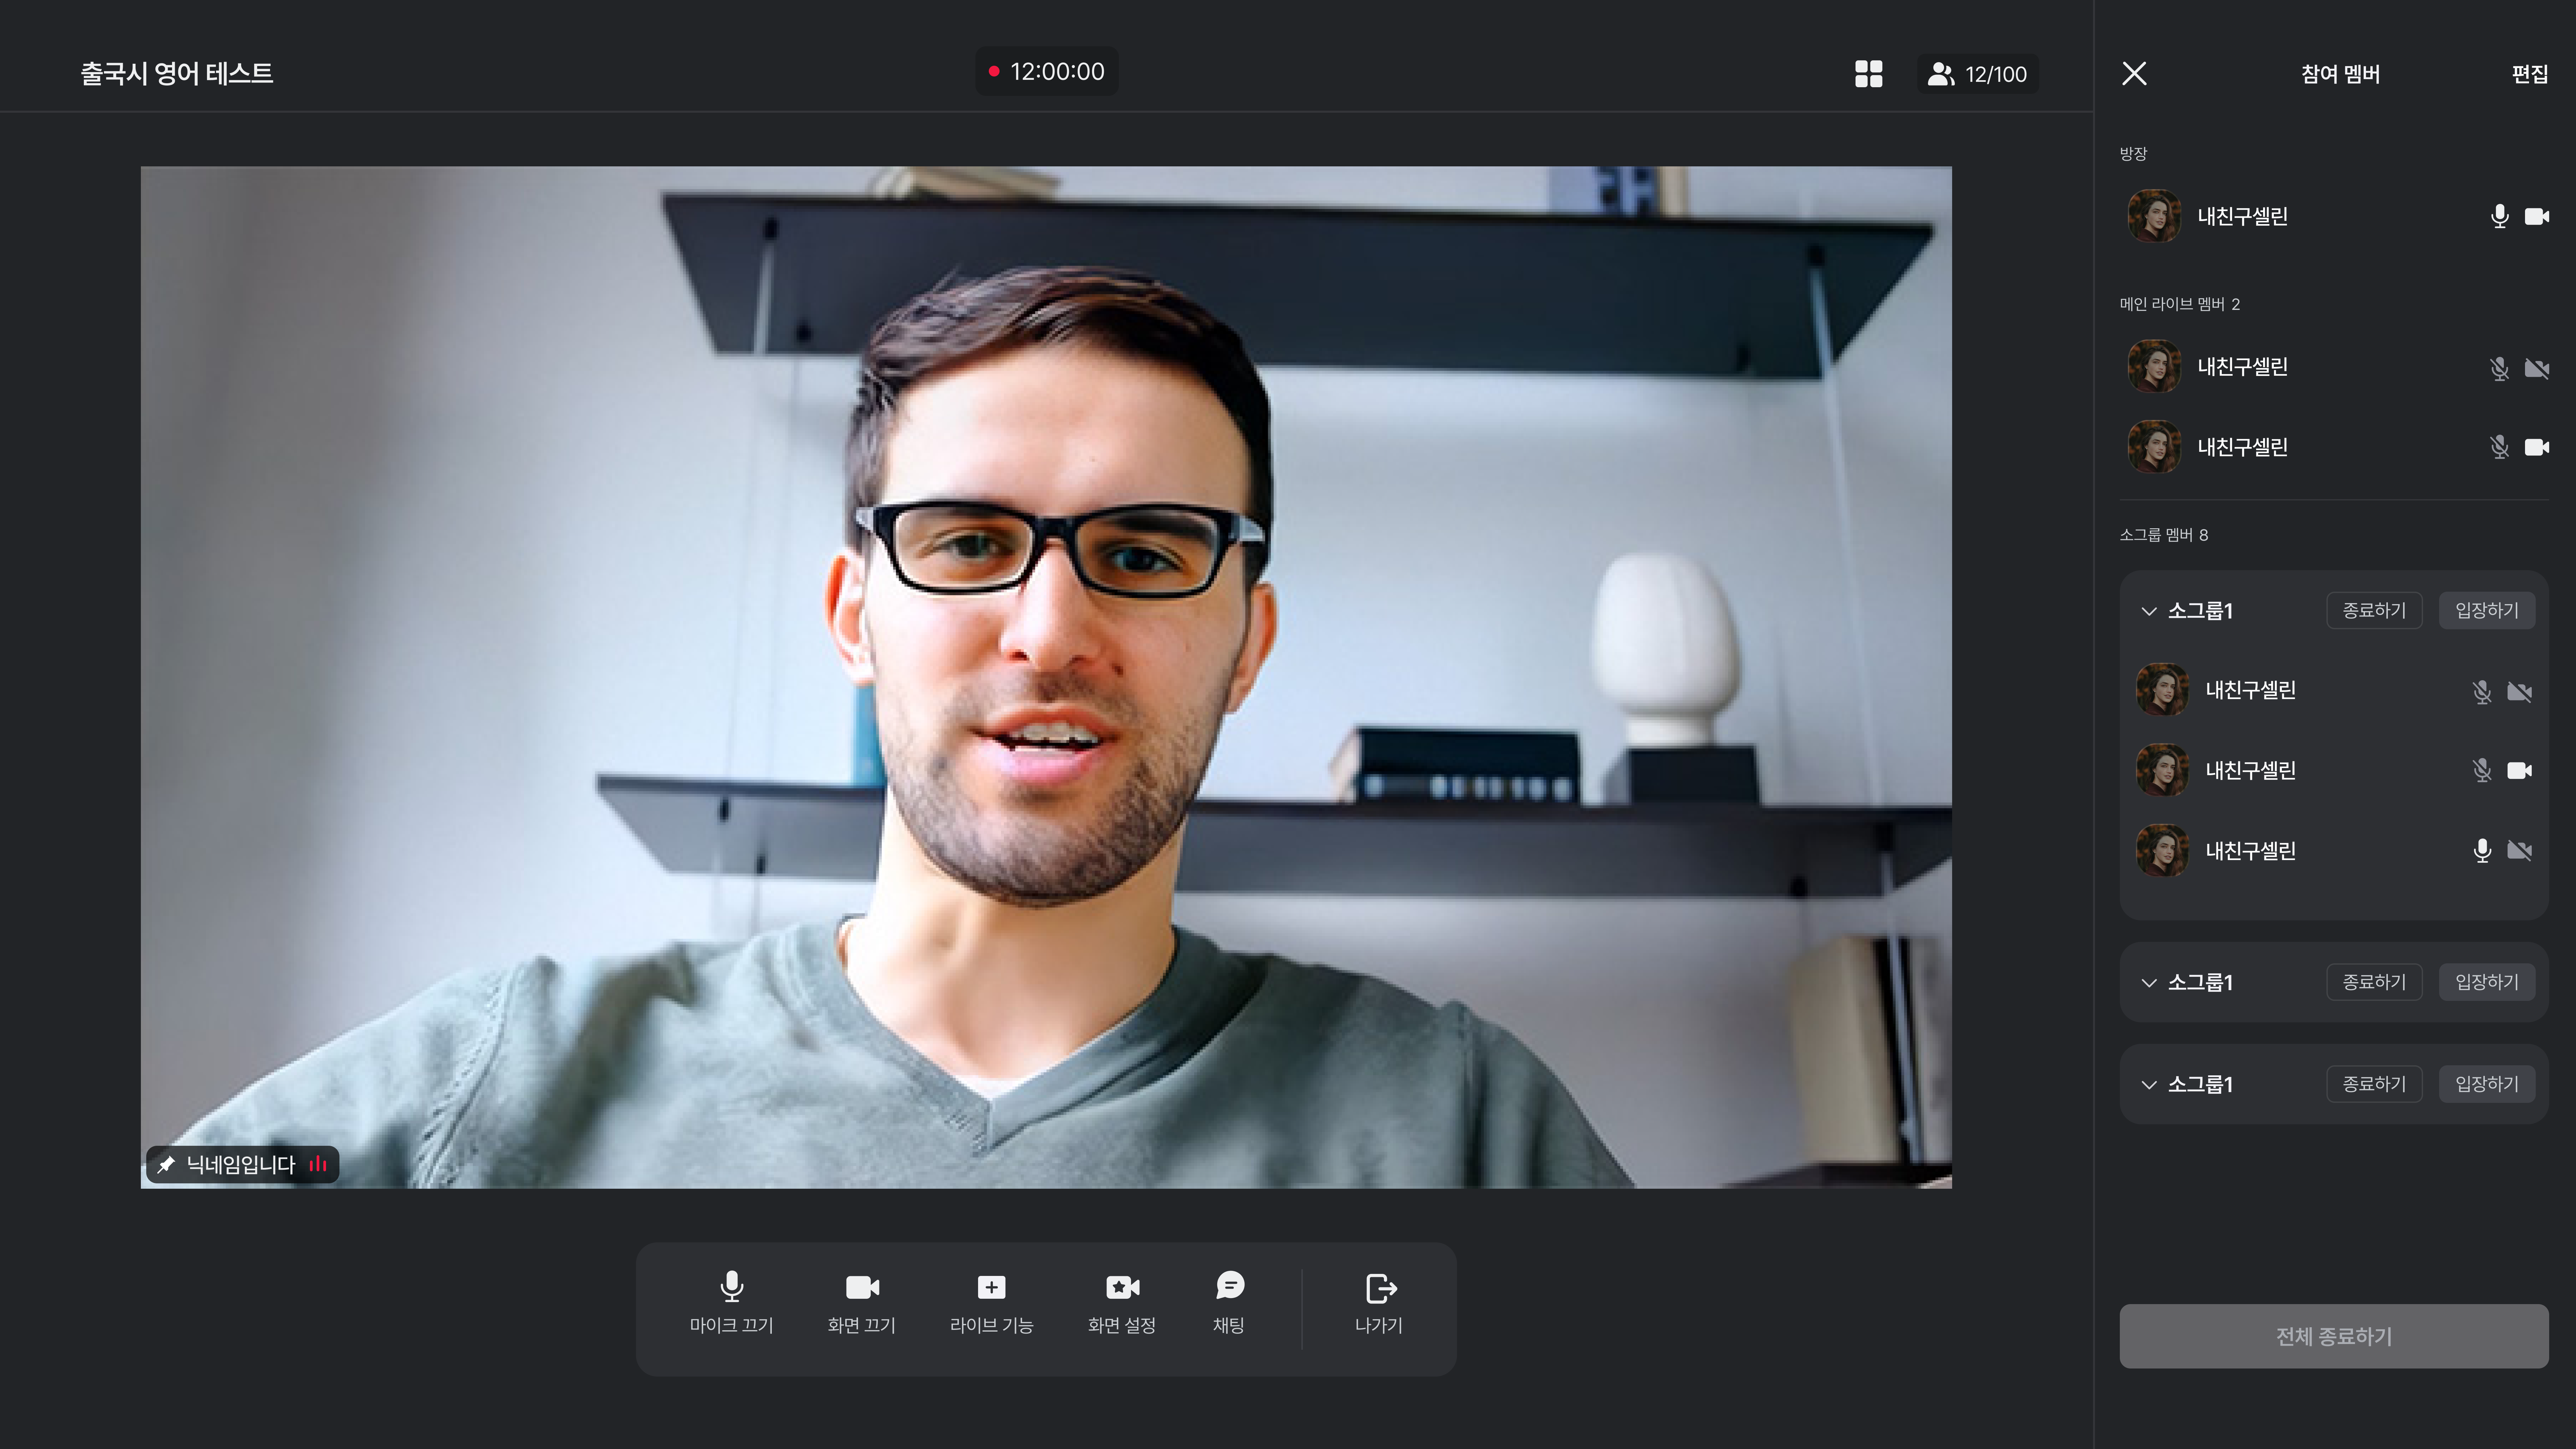 출국시 영어 테스트
12:00:00
12/100
닉네임입니다
마이크 끄기
화면 끄기
라이브 기능
화면 설정
채팅
나가기
참여 멤버
편집
방장
내친구셀린
메인 라이브 멤버 2
내친구셀린
내친구셀린
소그룹 멤버 8
소그룹1 종료하기 입장하기
내친구셀린
내친구셀린
내친구셀린
소그룹1 종료하기 입장하기
소그룹1 종료하기 입장하기
전체 종료하기